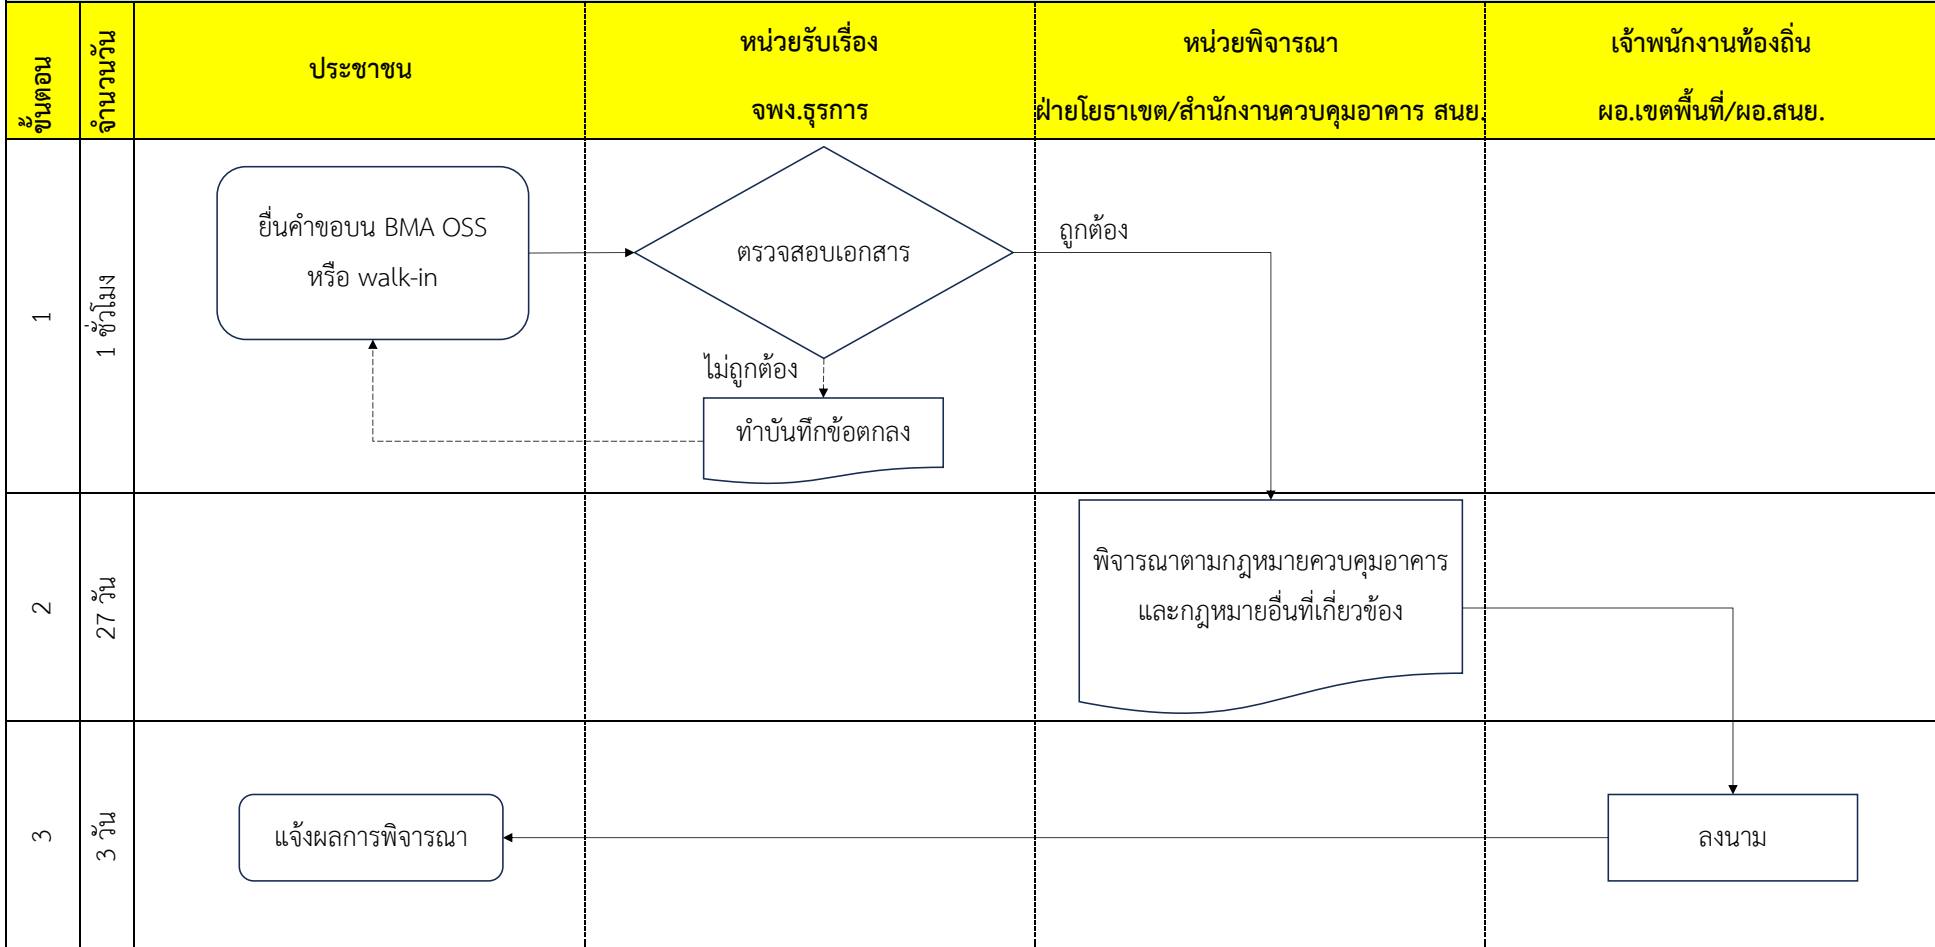 ขั้นตอน
จำนวนวัน
ประชาชน
หน่วยรับเรื่อง
จพง.ธุรการ
หน่วยพิจารณา
ฝ่ายโยธาเขต/สำนักงานควบคุมอาคาร สนย.
เจ้าพนักงานท้องถิ่น
ผอ.เขตพื้นที่/ผอ.สนย.
1
1 ชั่วโมง
ยื่นคำขอบน BMA OSS
หรือ walk-in
ตรวจสอบเอกสาร
ถูกต้อง
ไม่ถูกต้อง
ทำบันทึกข้อตกลง
2
27 วัน
พิจารณาตามกฎหมายควบคุมอาคาร
และกฎหมายอื่นที่เกี่ยวข้อง
3
3 วัน
แจ้งผลการพิจารณา
ลงนาม